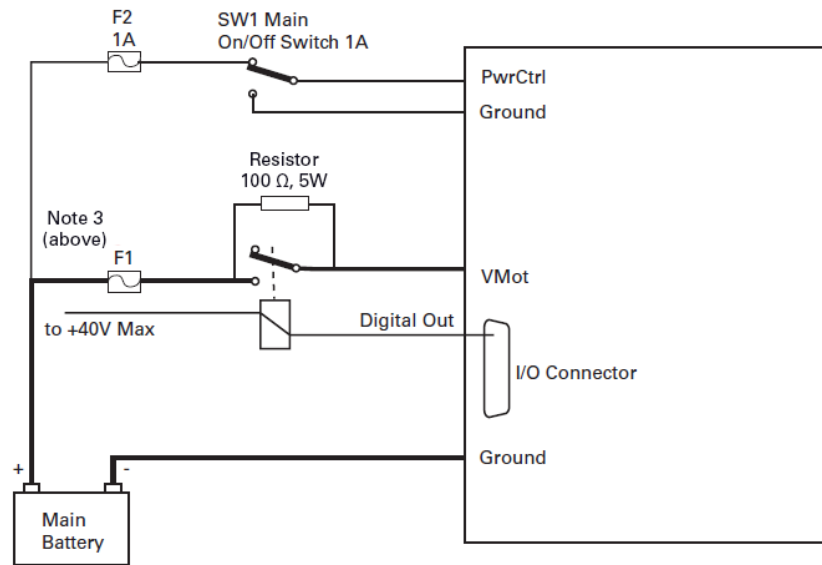 F2
1A
SW1 Main
On/Off Switch 1A
PwrCtrl
Ground
Resistor
100 Ω, 5W
Note 3
(above)
F1
VMot
to +40V Max
Digital Out
I/O Connector
Ground
+
-
Main
Battery